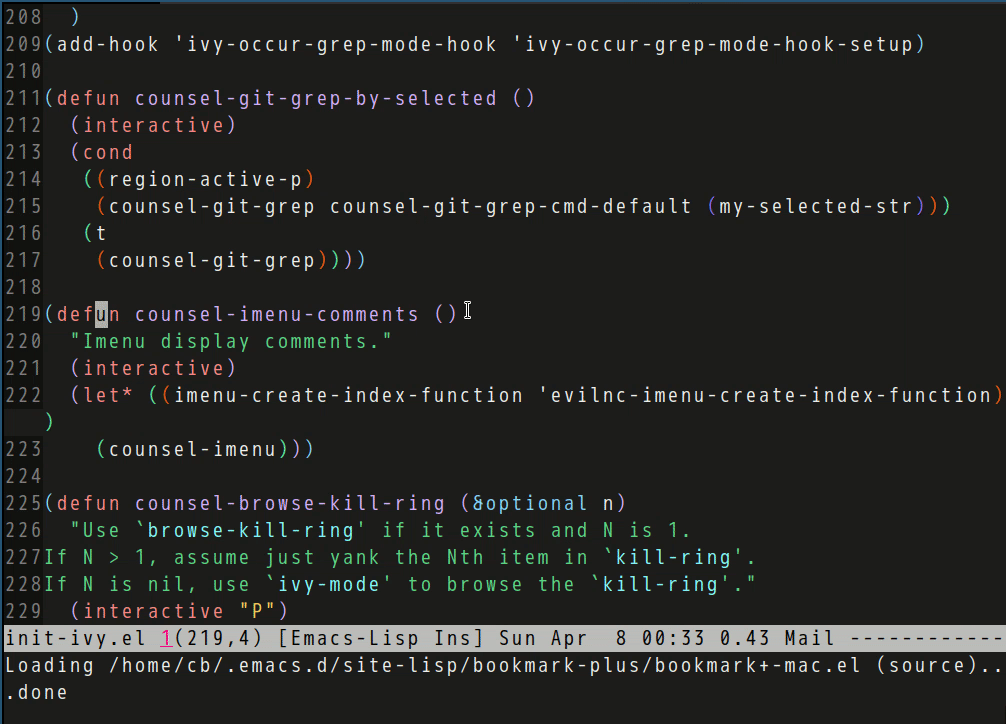 208  )
209(add-hook 'ivy-occur-grep-mode-hook 'ivy-occur-grep-mode-hook-setup)
210
211(defun counsel-git-grep-by-selected ()
212  (interactive)
213  (cond
214   ((region-active-p)
215    (counsel-git-grep counsel-git-grep-cmd-default (my-selected-str)))
216   (t
217    (counsel-git-grep))))
218
219(defun counsel-imenu-comments ()
220  "Imenu display comments."
221  (interactive)
222  (let* ((imenu-create-index-function 'evilnc-imenu-create-index-function)
)
223    (counsel-imenu)))
224
225(defun counsel-browse-kill-ring (&optional n)
226  "Use `browse-kill-ring' if it exists and N is 1.
227If N > 1, assume just yank the Nth item in `kill-ring'.
228If N is nil, use `ivy-mode' to browse the `kill-ring'."
229  (interactive "P")
init-ivy.el 1(219,4) [Emacs-Lisp Ins] Sun Apr  8 00:33 0.43 Mail ------------
Loading /home/cb/.emacs.d/site-lisp/bookmark-plus/bookmark+-mac.el (source)..
.done